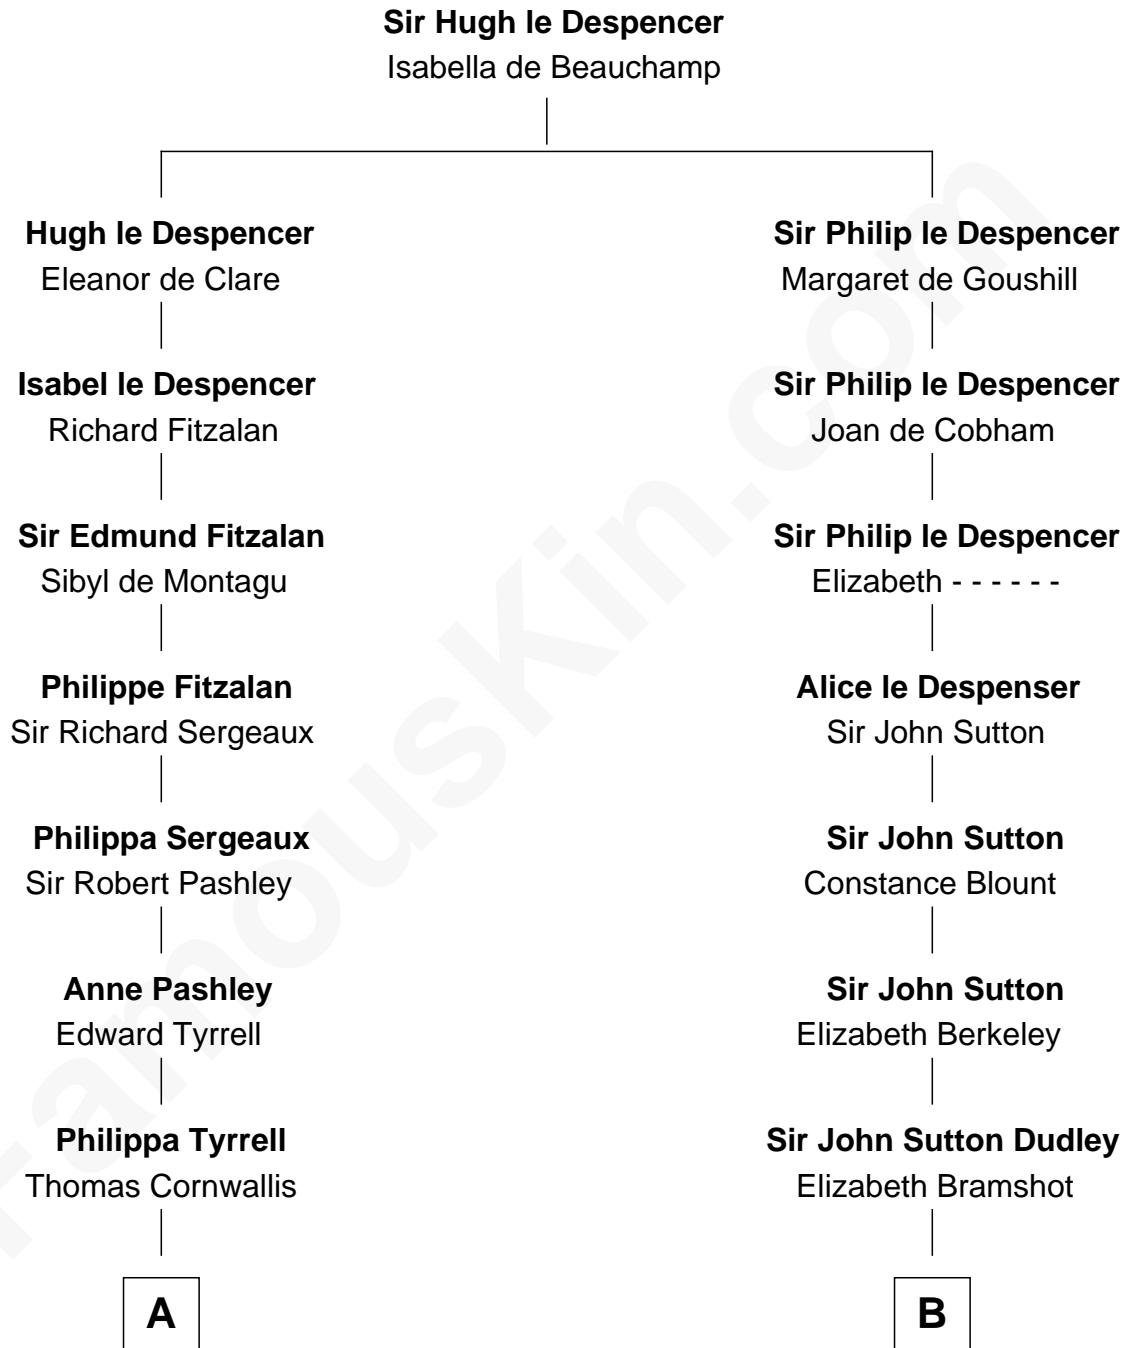 Sir Hugh le Despencer
Isabella de Beauchamp
Hugh le Despencer
Eleanor de Clare
Sir Philip le Despencer
Margaret de Goushill
Isabel le Despencer
Richard Fitzalan
Sir Philip le Despencer
Joan de Cobham
Sir Edmund Fitzalan
Sibyl de Montagu
Sir Philip le Despencer
Elizabeth - - - - - -
Philippe Fitzalan
Sir Richard Sergeaux
Alice le Despenser
Sir John Sutton
Philippa Sergeaux
Sir Robert Pashley
Sir John Sutton
Constance Blount
Anne Pashley
Edward Tyrrell
Sir John Sutton
Elizabeth Berkeley
Philippa Tyrrell
Thomas Cornwallis
Sir John Sutton Dudley
Elizabeth Bramshot
A
B
FamousKin.com